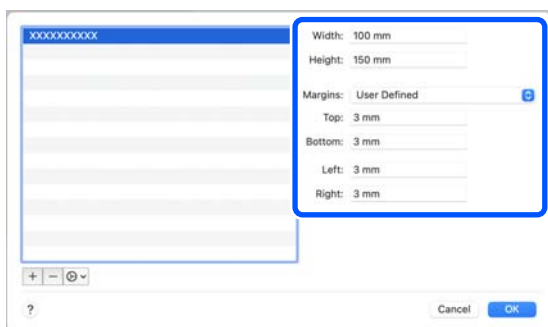 XXXXXXXXXX
Width: 100 mm
Height: 150 mm
Margins: User Defined
Top: 3 mm
Bottom: 3 mm
Left: 3 mm
Right: 3 mm
+ −
?
Cancel OK